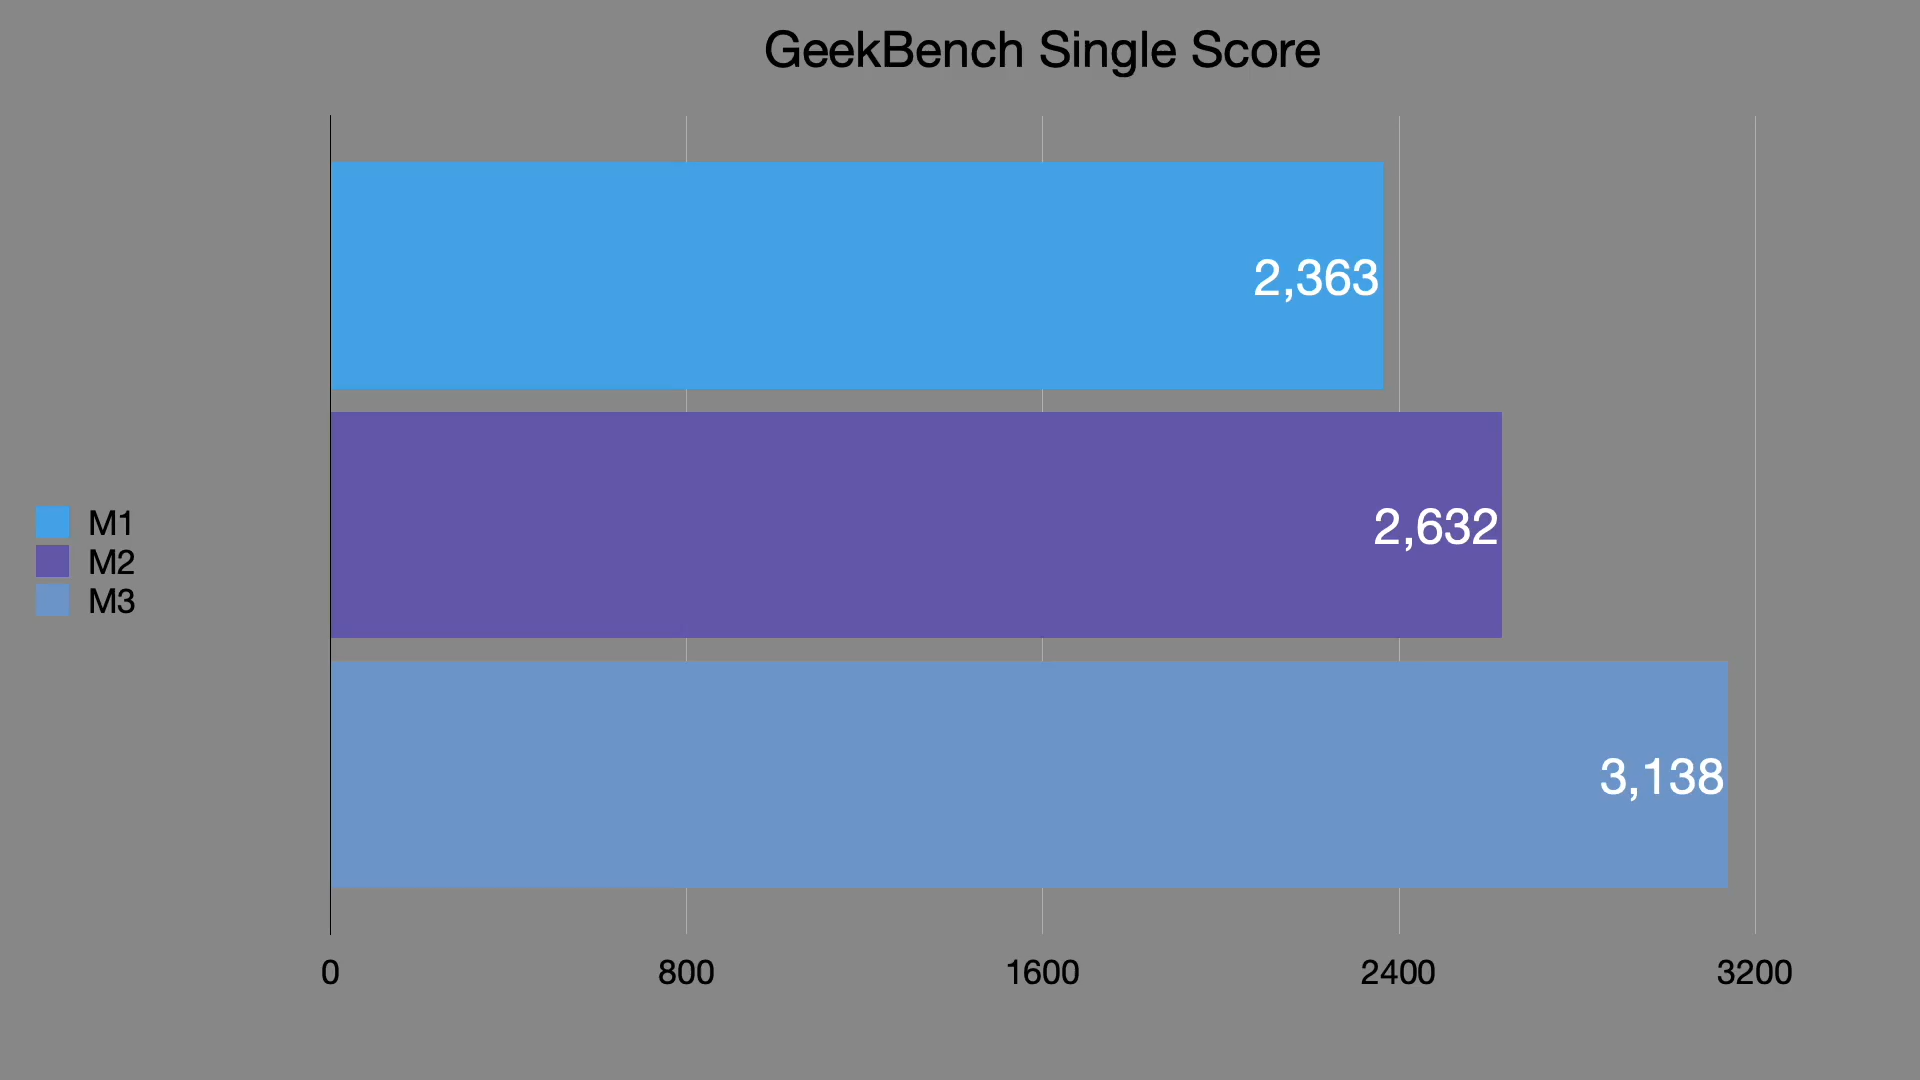 GeekBench Single Score
2,363
2,632
3,138
M1
M2
M3
0 800 1600 2400 3200